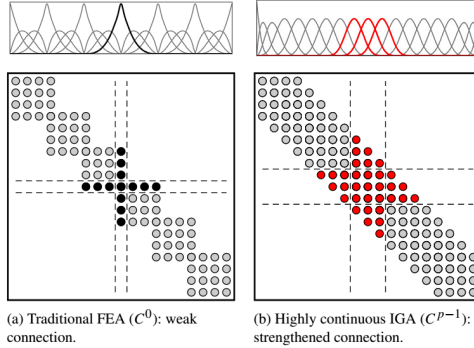 (a) Traditional FEA (C⁰): weak
connection.
(b) Highly continuous IGA (Cᵖ⁻¹):
strengthened connection.